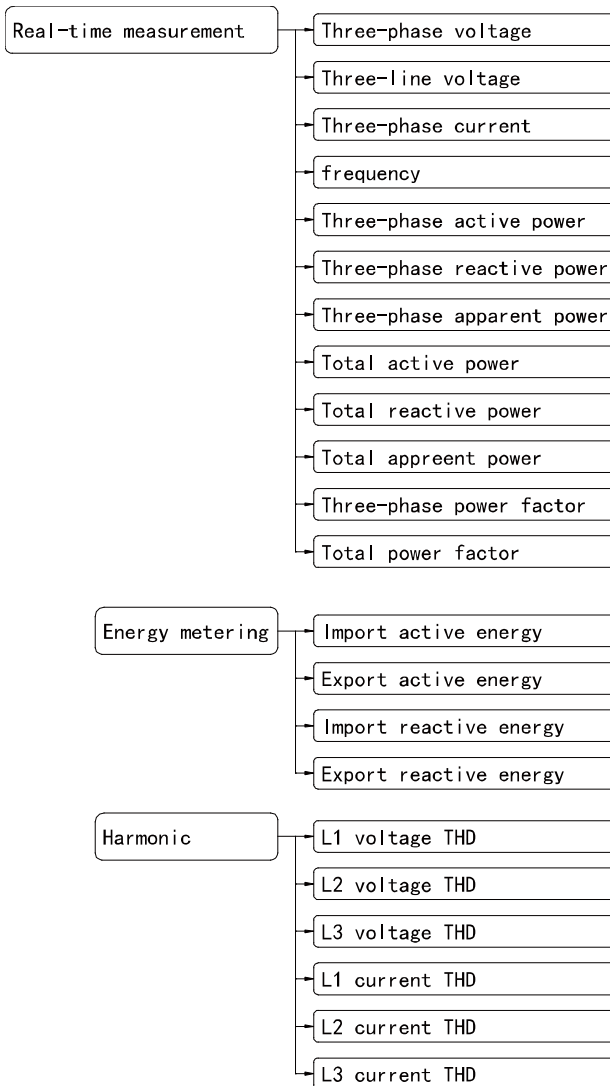 Real-time measurement
Three-phase voltage
Three-line voltage
Three-phase current
frequency
Three-phase active power
Three-phase reactive power
Three-phase apparent power
Total active power
Total reactive power
Total appreent power
Three-phase power factor
Total power factor
Energy metering
Import active energy
Export active energy
Import reactive energy
Export reactive energy
Harmonic
L1 voltage THD
L2 voltage THD
L3 voltage THD
L1 current THD
L2 current THD
L3 current THD